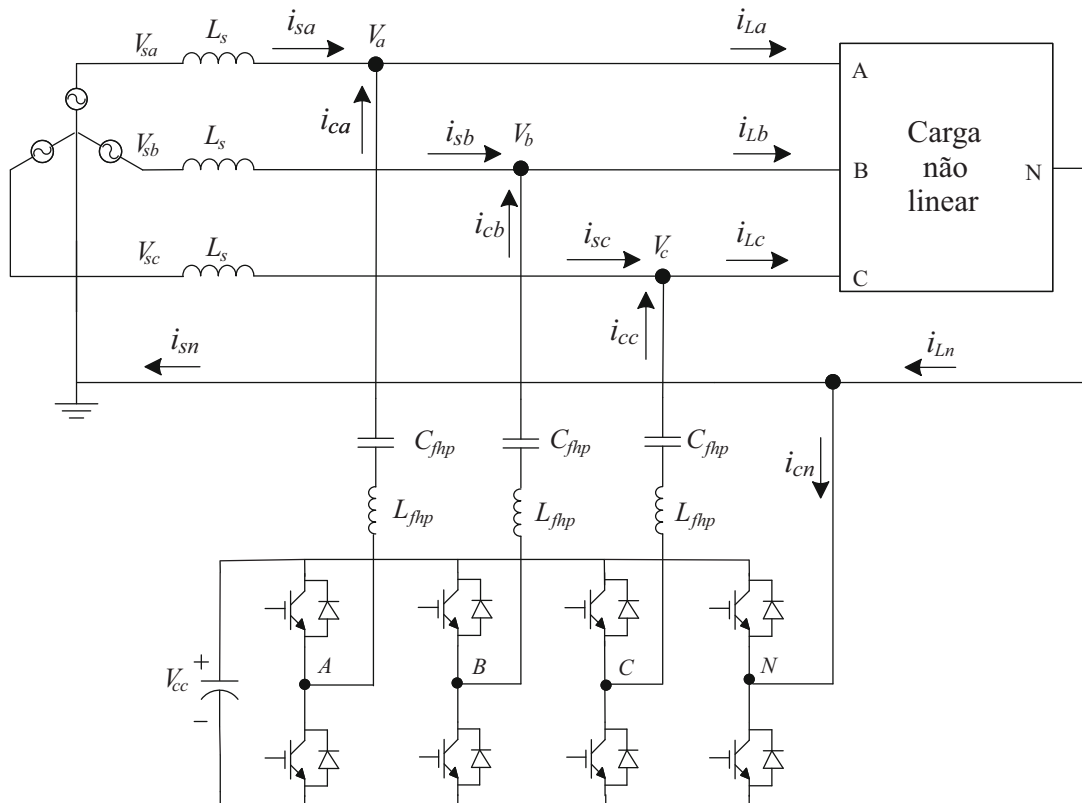 V_sa L_s i_sa V_a i_La
A
i_ca
V_sb L_s i_sb V_b i_Lb
Carga
não
linear
B N
i_cb
V_sc L_s i_sc V_c i_Lc
C
i_cc
i_sn i_Ln
C_fhp C_fhp C_fhp
i_cn
L_fhp L_fhp L_fhp
A B C N
V_cc + −